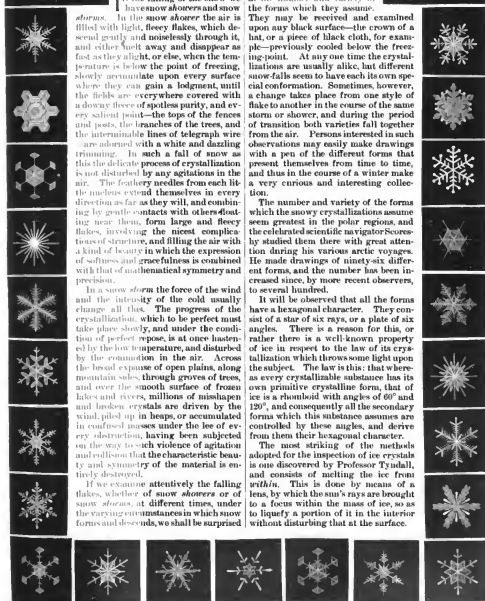 have snow showers and snow
storms. In the snow shower the air is
filled with light, fleecy flakes, which de-
scend gently and noiselessly through it,
and either melt away and disappear as
fast as they alight, or else, when the tem-
perature is below the point of freezing,
slowly accumulate upon every surface
where they can gain a lodgment, until
the fields are everywhere covered with
a downy fleece of spotless purity, and ev-
ery salient point—the tops of the fences
and posts, the branches of the trees, and
the interminable lines of telegraph wire
—are adorned with a white and dazzling
trimming. In such a fall of snow as
this the delicate process of crystallization
is not disturbed by any agitations in the
air. The feathery needles from each lit-
tle nucleus extend themselves in every
direction as far as they will, and combin-
ing by gentle contacts with others float-
ing near them, form large and fleecy
flakes, involving the nicest complica-
tions of structure, and filling the air with
a kind of beauty in which the expression
of softness and gracefulness is combined
with that of mathematical symmetry and
precision.
In a snow storm the force of the wind
and the intensity of the cold usually
change all this. The progress of the
crystallization, which to be perfect must
take place slowly, and under the condi-
tion of perfect repose, is at once hasten-
ed by the low temperature, and disturbed
by the commotion in the air. Across
the broad expanse of open plains, along
mountain sides, through groves of trees,
and over the smooth surface of frozen
lakes and rivers, millions of misshapen
and broken crystals are driven by the
wind, piled up in heaps, or accumulated
in confused masses under the lee of ev-
ery obstruction, having been subjected
on the way to such violence of agitation
and collision that the characteristic beau-
ty and symmetry of the material is en-
tirely destroyed.
If we examine attentively the falling
flakes, whether of snow showers or of
snow storms, at different times, under
the varying circumstances in which snow
forms and descends, we shall be surprised
the forms which they assume.
They may be received and examined
upon any black surface—the crown of a
hat, or a piece of black cloth, for exam-
ple—previously cooled below the freez-
ing-point. At any one time the crystal-
lizations are usually alike, but different
snow-falls seem to have each its own spe-
cial conformation. Sometimes, however,
a change takes place from one style of
flake to another in the course of the same
storm or shower, and during the period
of transition both varieties fall together
from the air. Persons interested in such
observations may easily make drawings
with a pen of the different forms that
present themselves from time to time,
and thus in the course of a winter make
a very curious and interesting collec-
tion.
The number and variety of the forms
which the snowy crystallizations assume
seem greatest in the polar regions, and
the celebrated scientific navigator Scores-
by studied them there with great atten-
tion during his various arctic voyages.
He made drawings of ninety-six differ-
ent forms, and the number has been in-
creased since, by more recent observers,
to several hundred.
It will be observed that all the forms
have a hexagonal character. They con-
sist of a star of six rays, or a plate of six
angles. There is a reason for this, or
rather there is a well-known property
of ice in respect to the law of its crys-
tallization which throws some light upon
the subject. The law is this: that where-
as every crystallizable substance has its
own primitive crystalline form, that of
ice is a rhomboid with angles of 60° and
120°, and consequently all the secondary
forms which this substance assumes are
controlled by these angles, and derive
from them their hexagonal character.
The most striking of the methods
adopted for the inspection of ice crystals
is one discovered by Professor Tyndall,
and consists of melting the ice from
within. This is done by means of a
lens, by which the sun's rays are brought
to a focus within the mass of ice, so as
to liquefy a portion of it in the interior
without disturbing that at the surface.